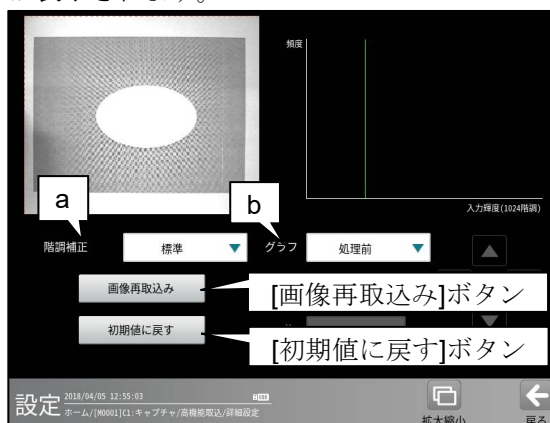 頻度
入力輝度(1024階調)
a
b
階調補正
標準
グラフ
処理前
画像再取込み
[画像再取込み]ボタン
初期値に戻す
[初期値に戻す]ボタン
設定
2018/04/05 12:55:03
ホーム/[M0001]C1:キャプチャ/高機能取込/詳細設定
拡大縮小
戻る